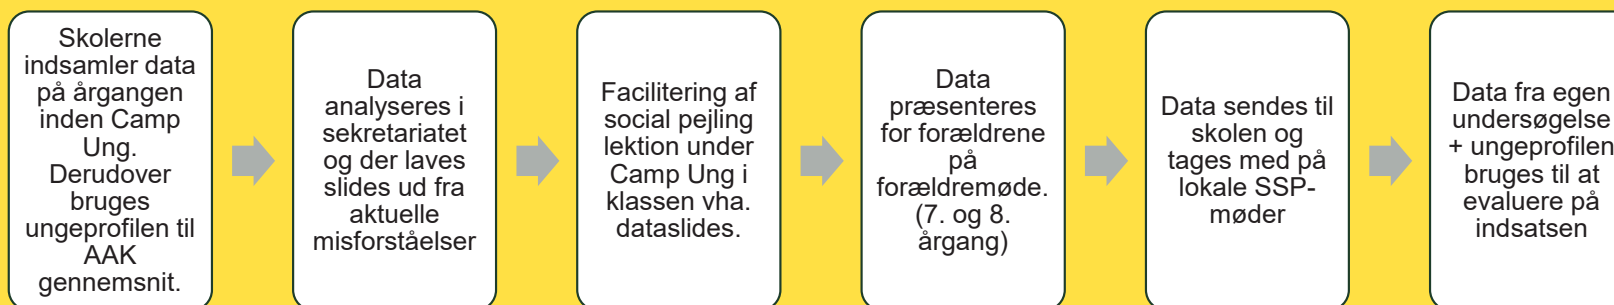 Skolerne
indsamler data
på årgangen
inden Camp
Ung.
Derudover
bruges
ungeprofilen til
AAK
gennemsnit.
Data
analyseres i
sekretariatet
og der laves
slides ud fra
aktuelle
misforståelser
Facilitering af
social pejling
lektion under
Camp Ung i
klassen vha.
dataslides.
Data
præsenteres
for forældrene
på
forældremøde.
(7. og 8.
årgang)
Data sendes til
skolen og
tages med på
lokale SSP-
møder
Data fra egen
undersøgelse
+ ungeprofilen
bruges til at
evaluere på
indsatsen